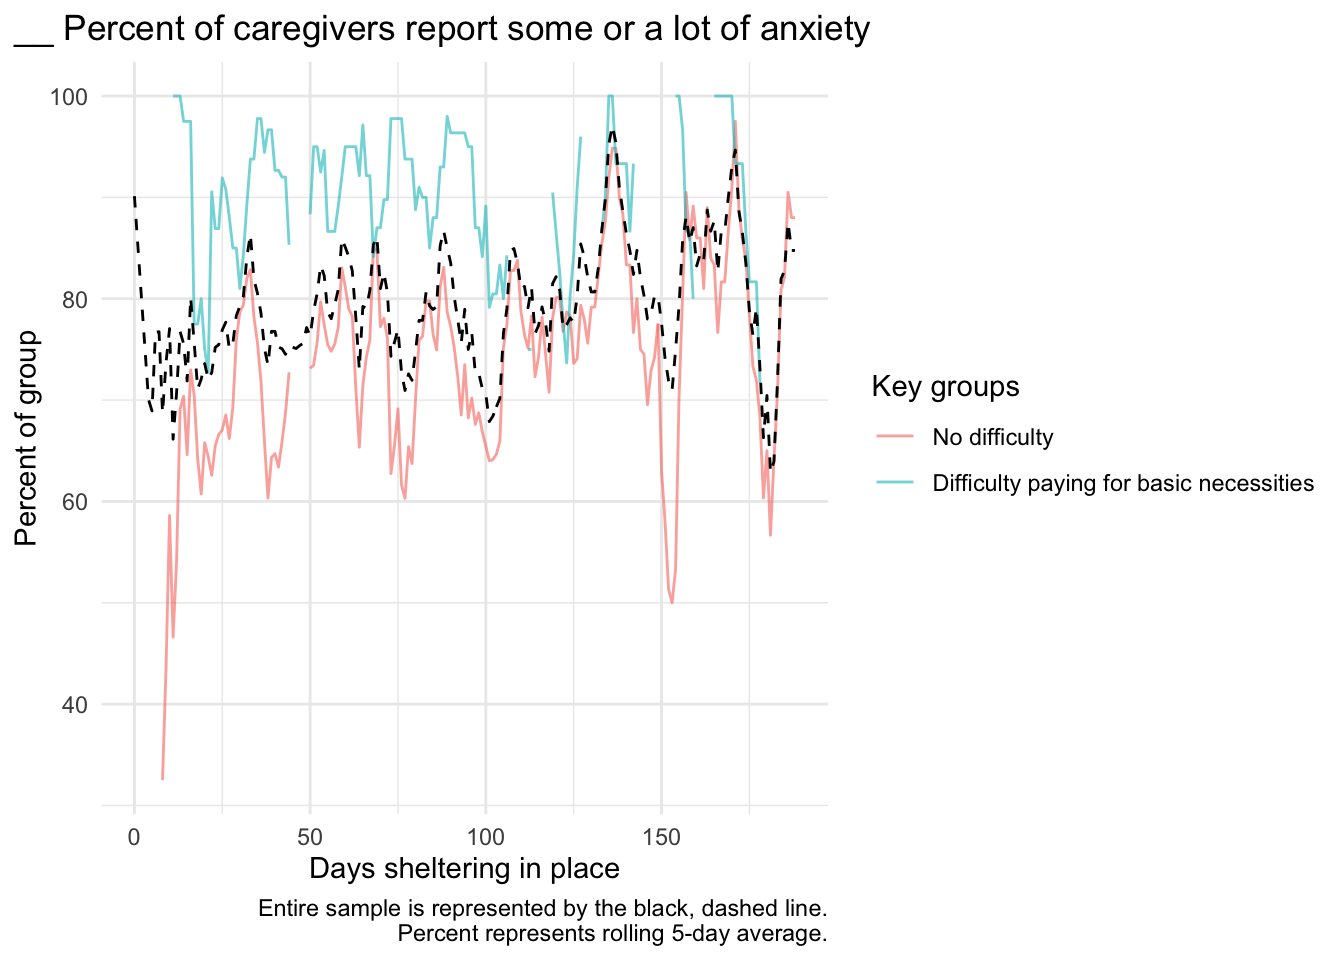 __ Percent of caregivers report some or a lot of anxiety
100
80
60
40
Percent of group
0 50 100 150
Days sheltering in place
Key groups
No difficulty
Difficulty paying for basic necessities
Entire sample is represented by the black, dashed line.
Percent represents rolling 5-day average.